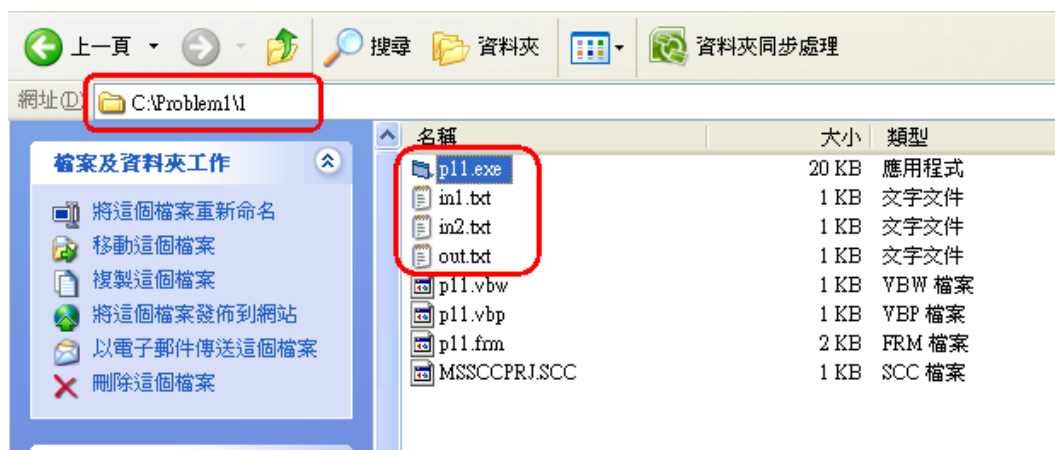 上一頁 搜尋 資料夾 資料夾同步處理
網址(D) C:\Problem1\1
名稱 大小 類型
檔案及資料夾工作
將這個檔案重新命名
移動這個檔案
複製這個檔案
將這個檔案發佈到網站
以電子郵件傳送這個檔案
刪除這個檔案
p11.exe 20 KB 應用程式
in1.txt 1 KB 文字文件
in2.txt 1 KB 文字文件
out.txt 1 KB 文字文件
p11.vbw 1 KB VBW 檔案
p11.vbp 1 KB VBP 檔案
p11.frm 2 KB FRM 檔案
MSSCCPRJ.SCC 1 KB SCC 檔案